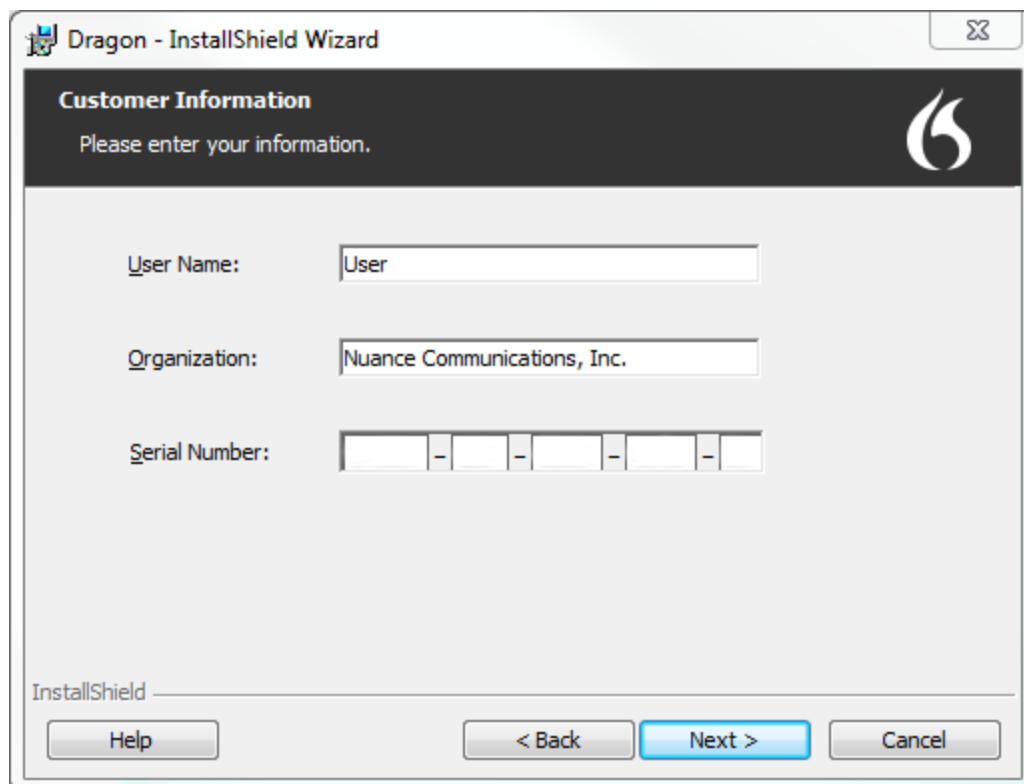 Dragon - InstallShield Wizard
Customer Information
Please enter your information.
User Name: User
Organization: Nuance Communications, Inc.
Serial Number: - - - -
InstallShield
Help < Back Next > Cancel